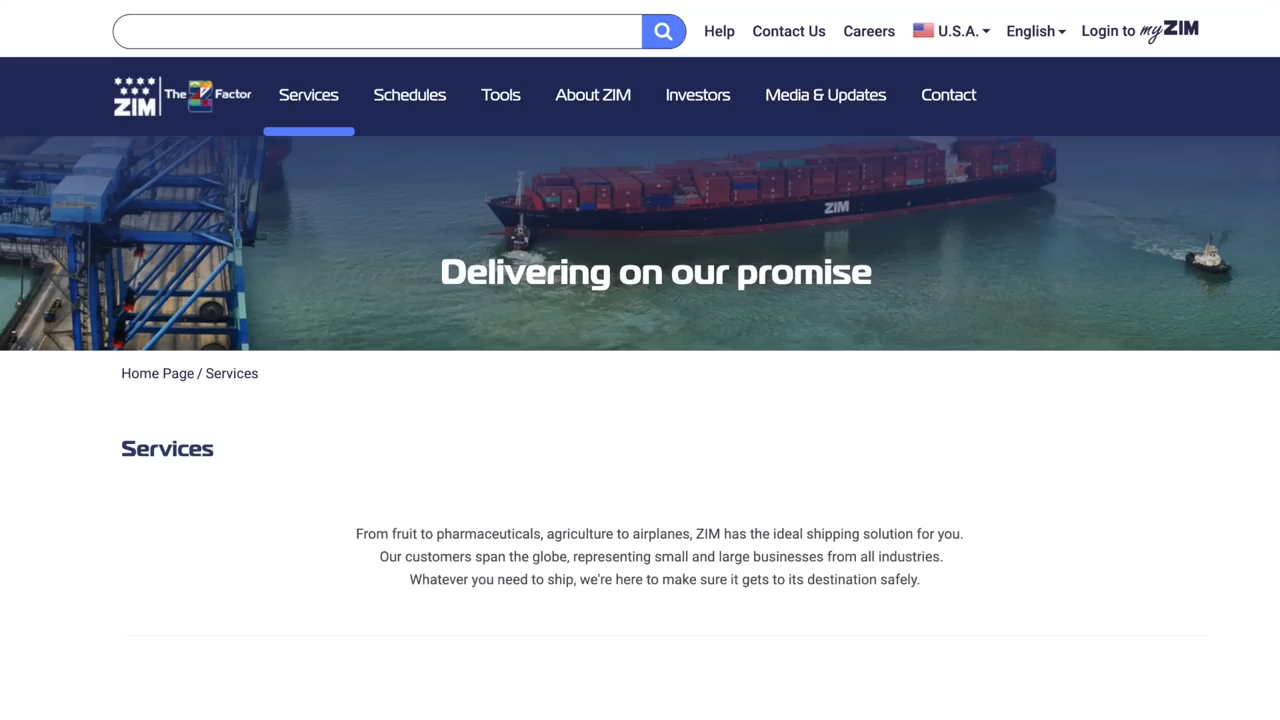 Help Contact Us Careers U.S.A. English Login to myZIM
ZIM The Z Factor Services Schedules Tools About ZIM Investors Media & Updates Contact
ZIM
Delivering on our promise
Home Page / Services
Services
From fruit to pharmaceuticals, agriculture to airplanes, ZIM has the ideal shipping solution for you.
Our customers span the globe, representing small and large businesses from all industries.
Whatever you need to ship, we're here to make sure it gets to its destination safely.